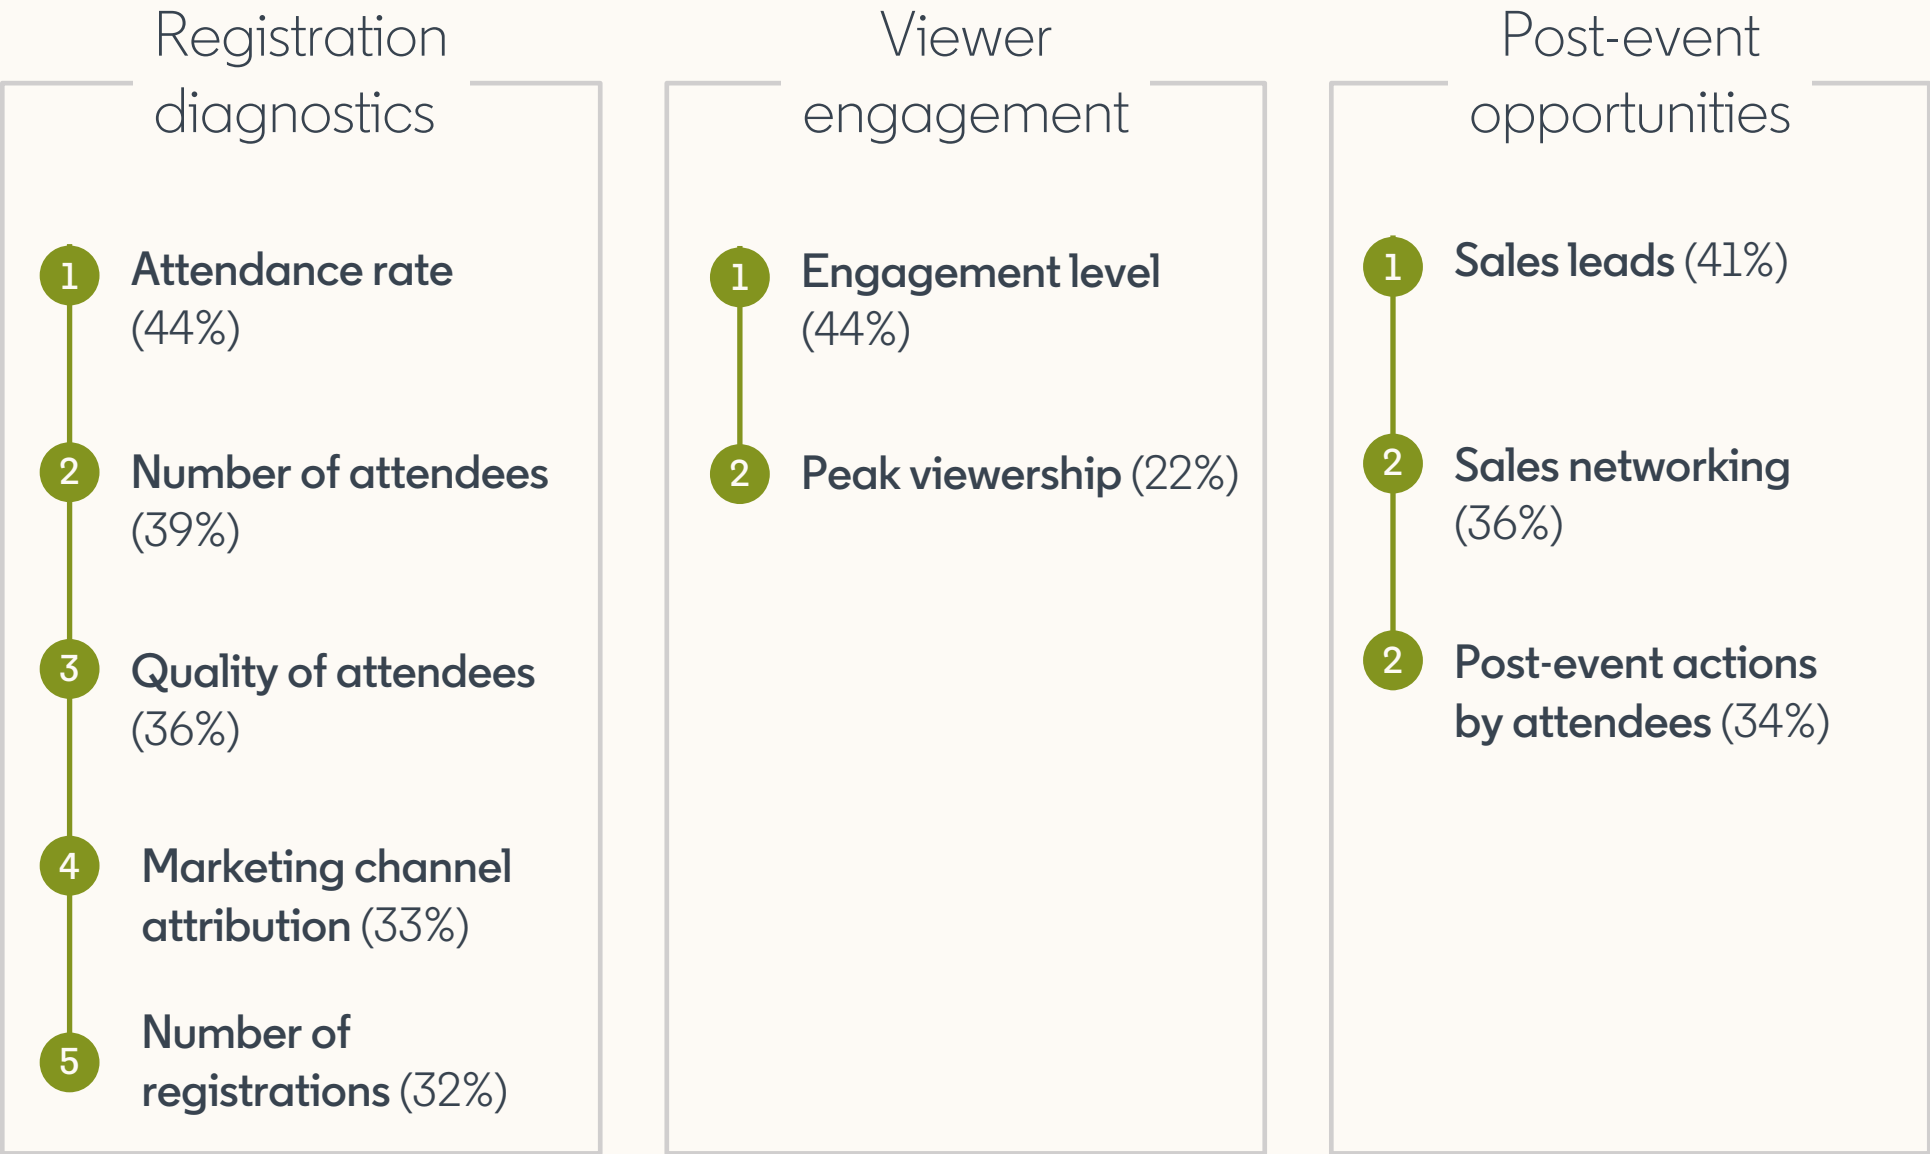 Registration
diagnostics
1 Attendance rate
(44%)
2 Number of attendees
(39%)
3 Quality of attendees
(36%)
4 Marketing channel
attribution (33%)
5 Number of
registrations (32%)
Viewer
engagement
1 Engagement level
(44%)
2 Peak viewership (22%)
Post-event
opportunities
1 Sales leads (41%)
2 Sales networking
(36%)
2 Post-event actions
by attendees (34%)